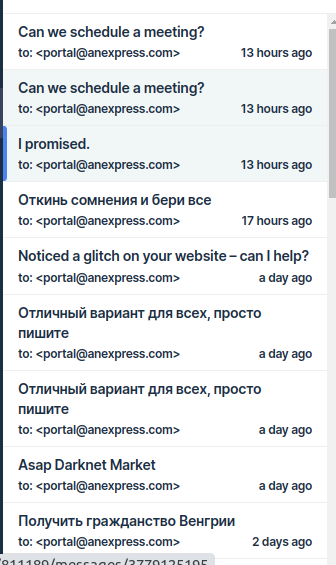 Can we schedule a meeting?
to: <portal@anexpress.com> 13 hours ago
Can we schedule a meeting?
to: <portal@anexpress.com> 13 hours ago
I promised.
to: <portal@anexpress.com> 13 hours ago
Откинь сомнения и бери все
to: <portal@anexpress.com> 17 hours ago
Noticed a glitch on your website – can I help?
to: <portal@anexpress.com> a day ago
Отличный вариант для всех, просто
пишите
to: <portal@anexpress.com> a day ago
Отличный вариант для всех, просто
пишите
to: <portal@anexpress.com> a day ago
Asap Darknet Market
to: <portal@anexpress.com> a day ago
Получить гражданство Венгрии
to: <portal@anexpress.com> 2 days ago
811189/messages/3779125195